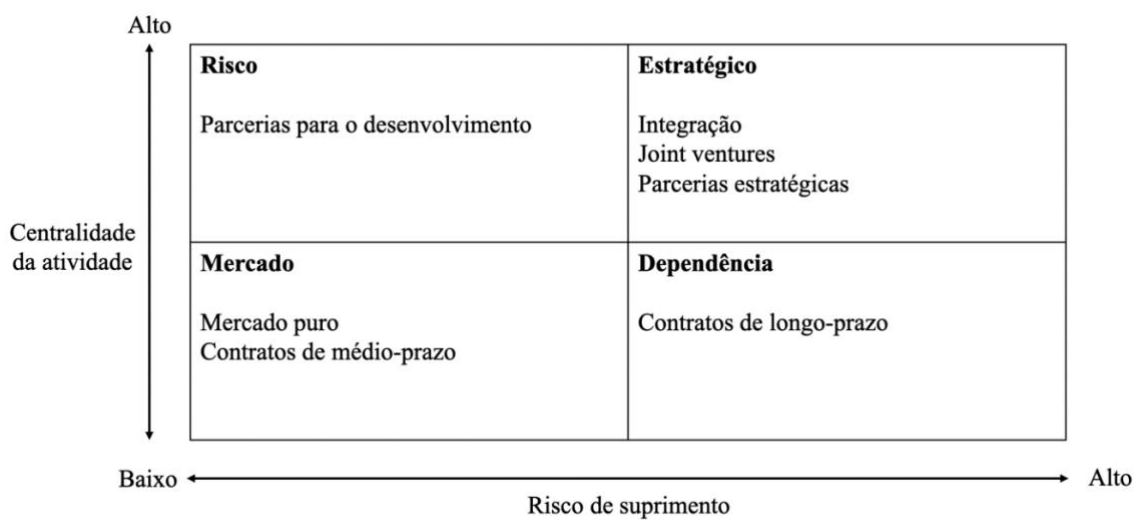 Alto
Risco
Parcerias para o desenvolvimento
Estratégico
Integração
Joint ventures
Parcerias estratégicas
Centralidade
da atividade
Mercado
Mercado puro
Contratos de médio-prazo
Dependência
Contratos de longo-prazo
Baixo
Alto
Risco de suprimento